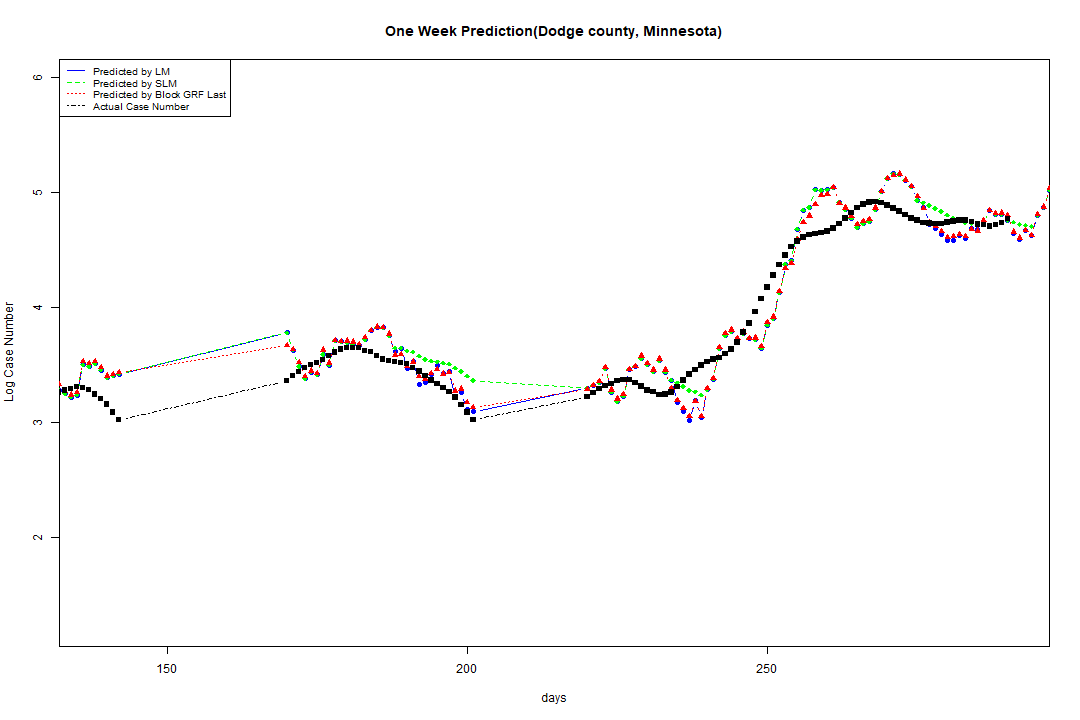 One Week Prediction(Dodge county, Minnesota)
Predicted by LM
Predicted by SLM
Predicted by Block GRF Last
Actual Case Number
6
5
4
3
2
Log Case Number
150 200 250
days